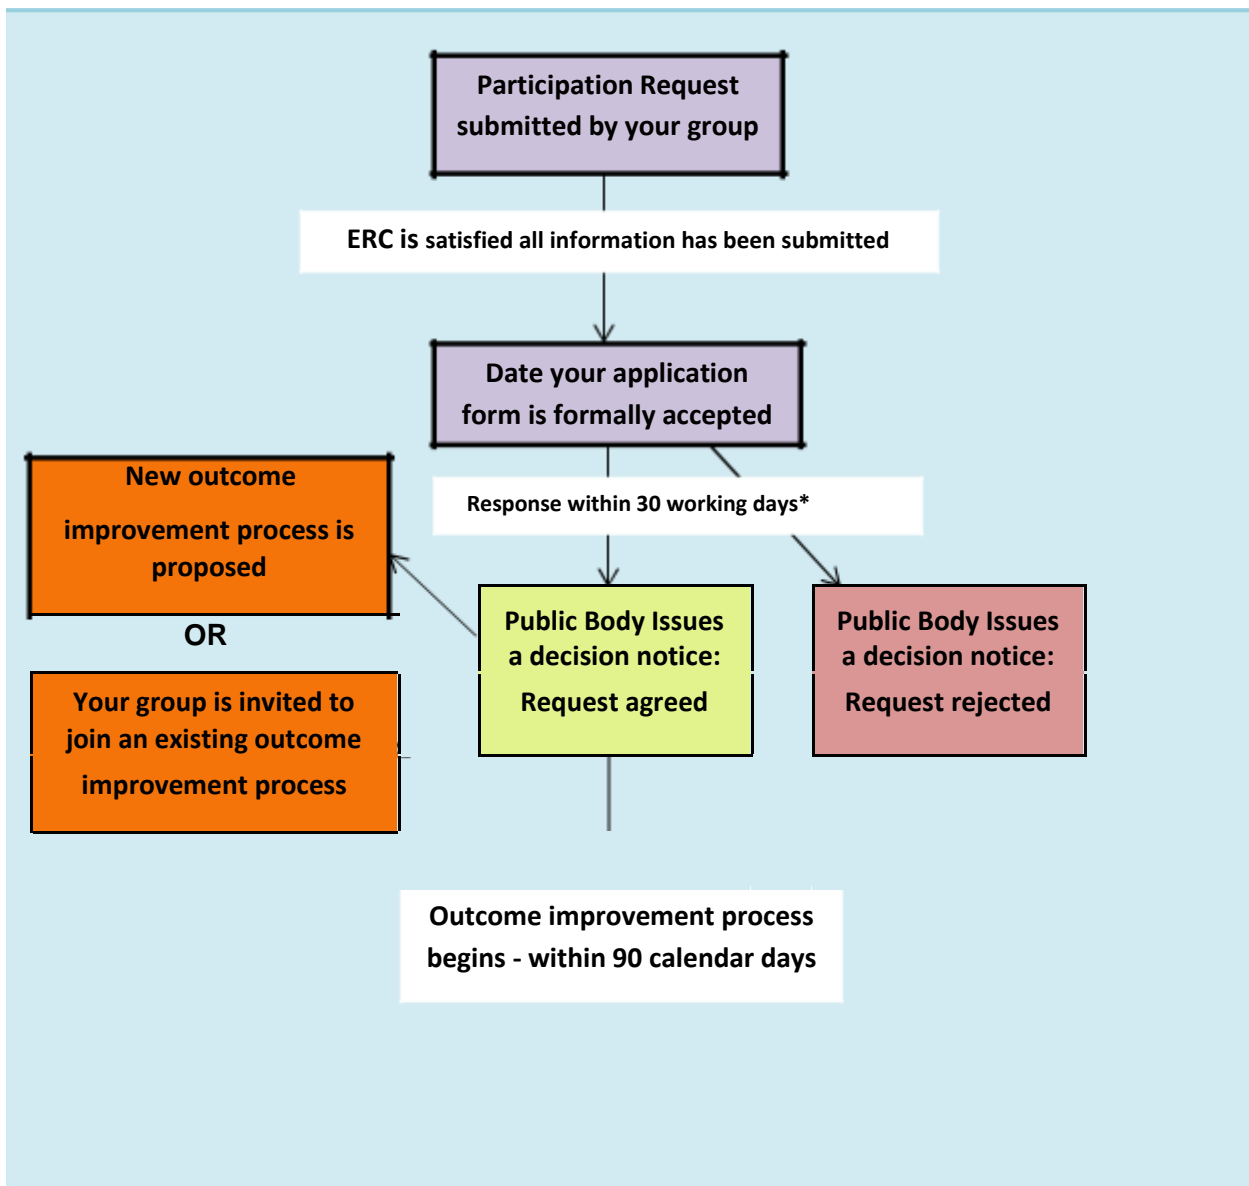 Participation Request
submitted by your group
ERC is satisfied all information has been submitted
Date your application
form is formally accepted
New outcome
improvement process is
proposed
Response within 30 working days*
OR
Your group is invited to
join an existing outcome
improvement process
Public Body Issues
a decision notice:
Request agreed
Public Body Issues
a decision notice:
Request rejected
Outcome improvement process
begins - within 90 calendar days